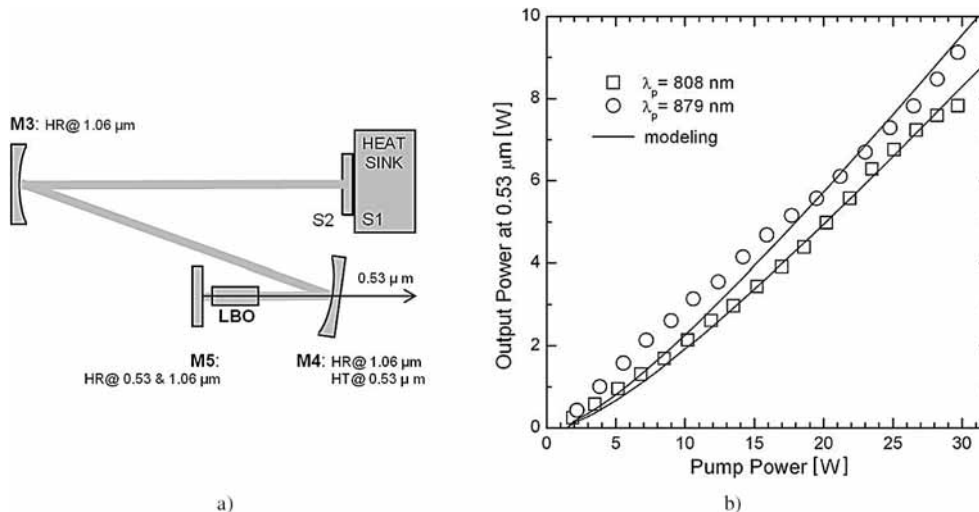 M3: HR@ 1.06 µm
HEAT
SINK
S2
S1
0.53 µ m
LBO
M5:
HR@ 0.53 & 1.06 µm
M4: HR@ 1.06 µm
HT@ 0.53 µ m
a)
Output Power at 0.53 µm [W]
10
8
6
4
2
0
λp= 808 nm
λp= 879 nm
modeling
0 5 10 15 20 25 30
Pump Power [W]
b)